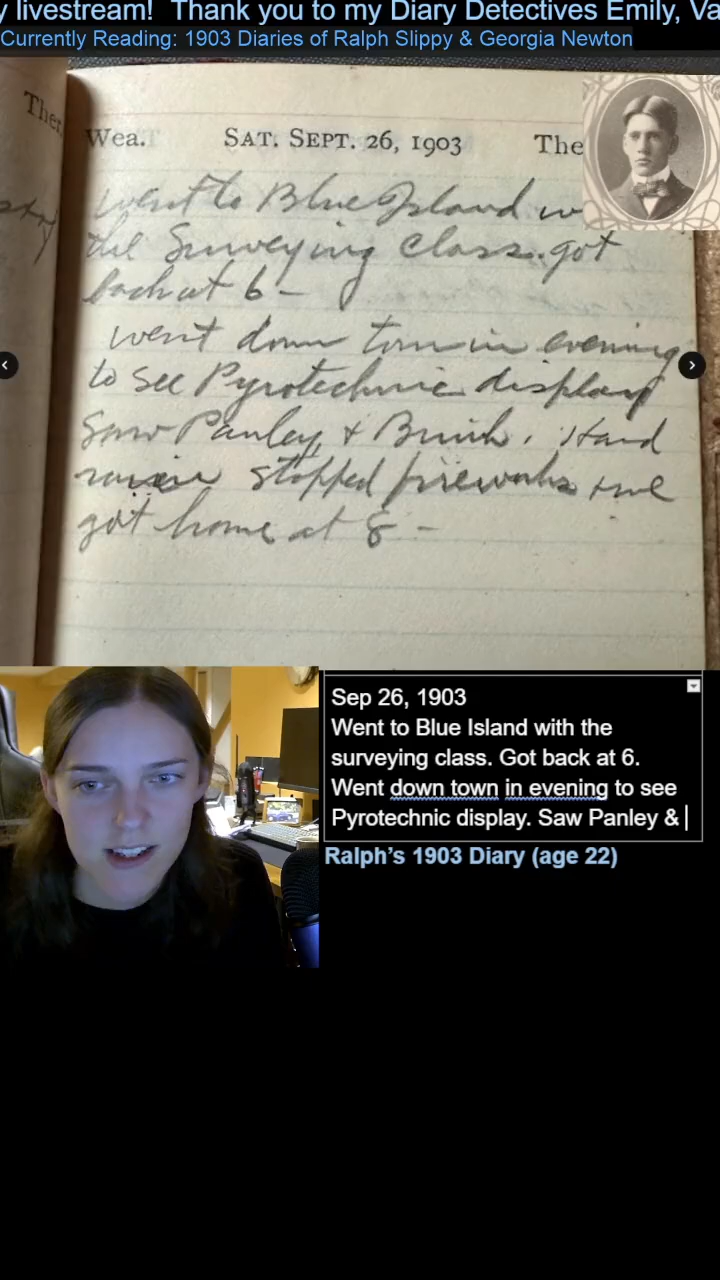 y livestream!  Thank you to my Diary Detectives Emily, Va
Currently Reading: 1903 Diaries of Ralph Slippy & Georgia Newton
Ther.
Wea.
SAT. SEPT. 26, 1903
The
went to Blue Island w
the Surveying Class. got
back at 6 –
went down town in evening
to see Pyrotechnic display
Saw Panley & Hard
stopped fireworks & we
got home at 8 –
Sep 26, 1903
Went to Blue Island with the
surveying class. Got back at 6.
Went down town in evening to see
Pyrotechnic display. Saw Panley &
Ralph's 1903 Diary (age 22)